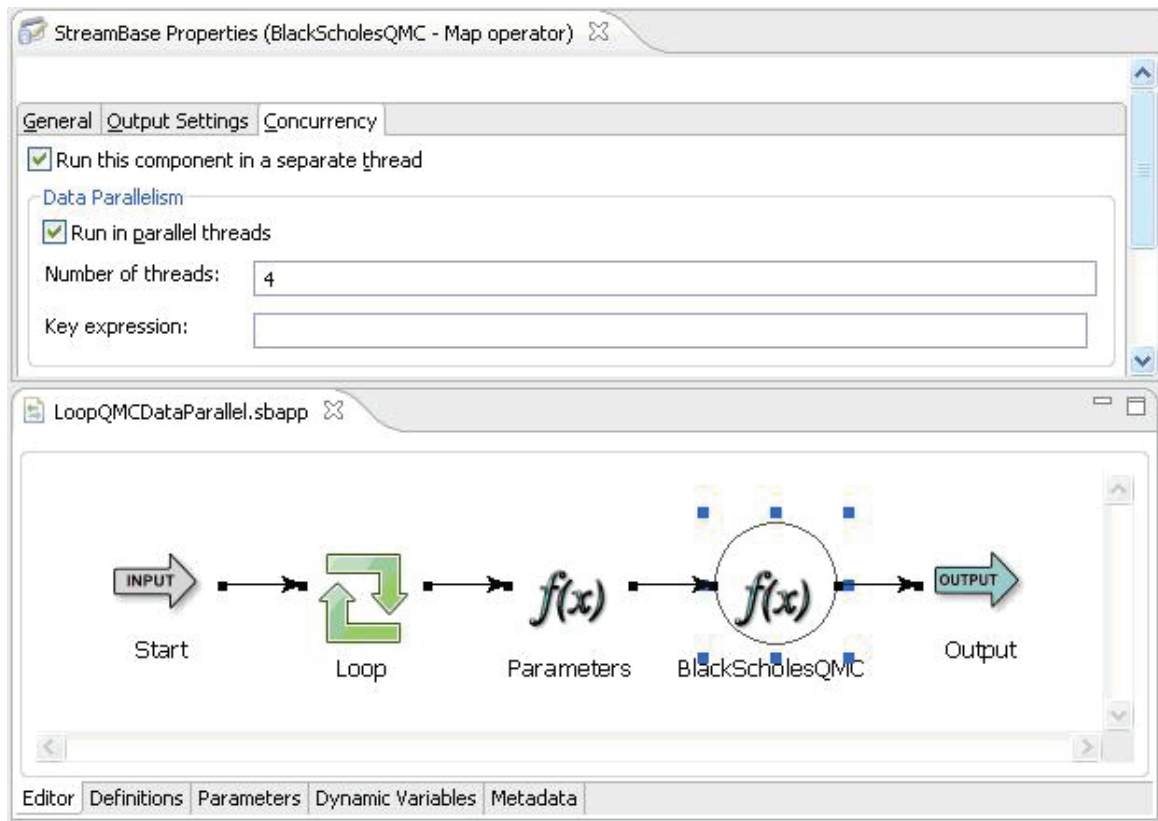 StreamBase Properties (BlackScholesQMC - Map operator)
General Output Settings Concurrency
Run this component in a separate thread
Data Parallelism
Run in parallel threads
Number of threads: 4
Key expression:
LoopQMCDataParallel.sbapp
INPUT
f(x)
f(x)
OUTPUT
Start
Loop
Parameters
BlackScholesQMC
Output
Editor Definitions Parameters Dynamic Variables Metadata